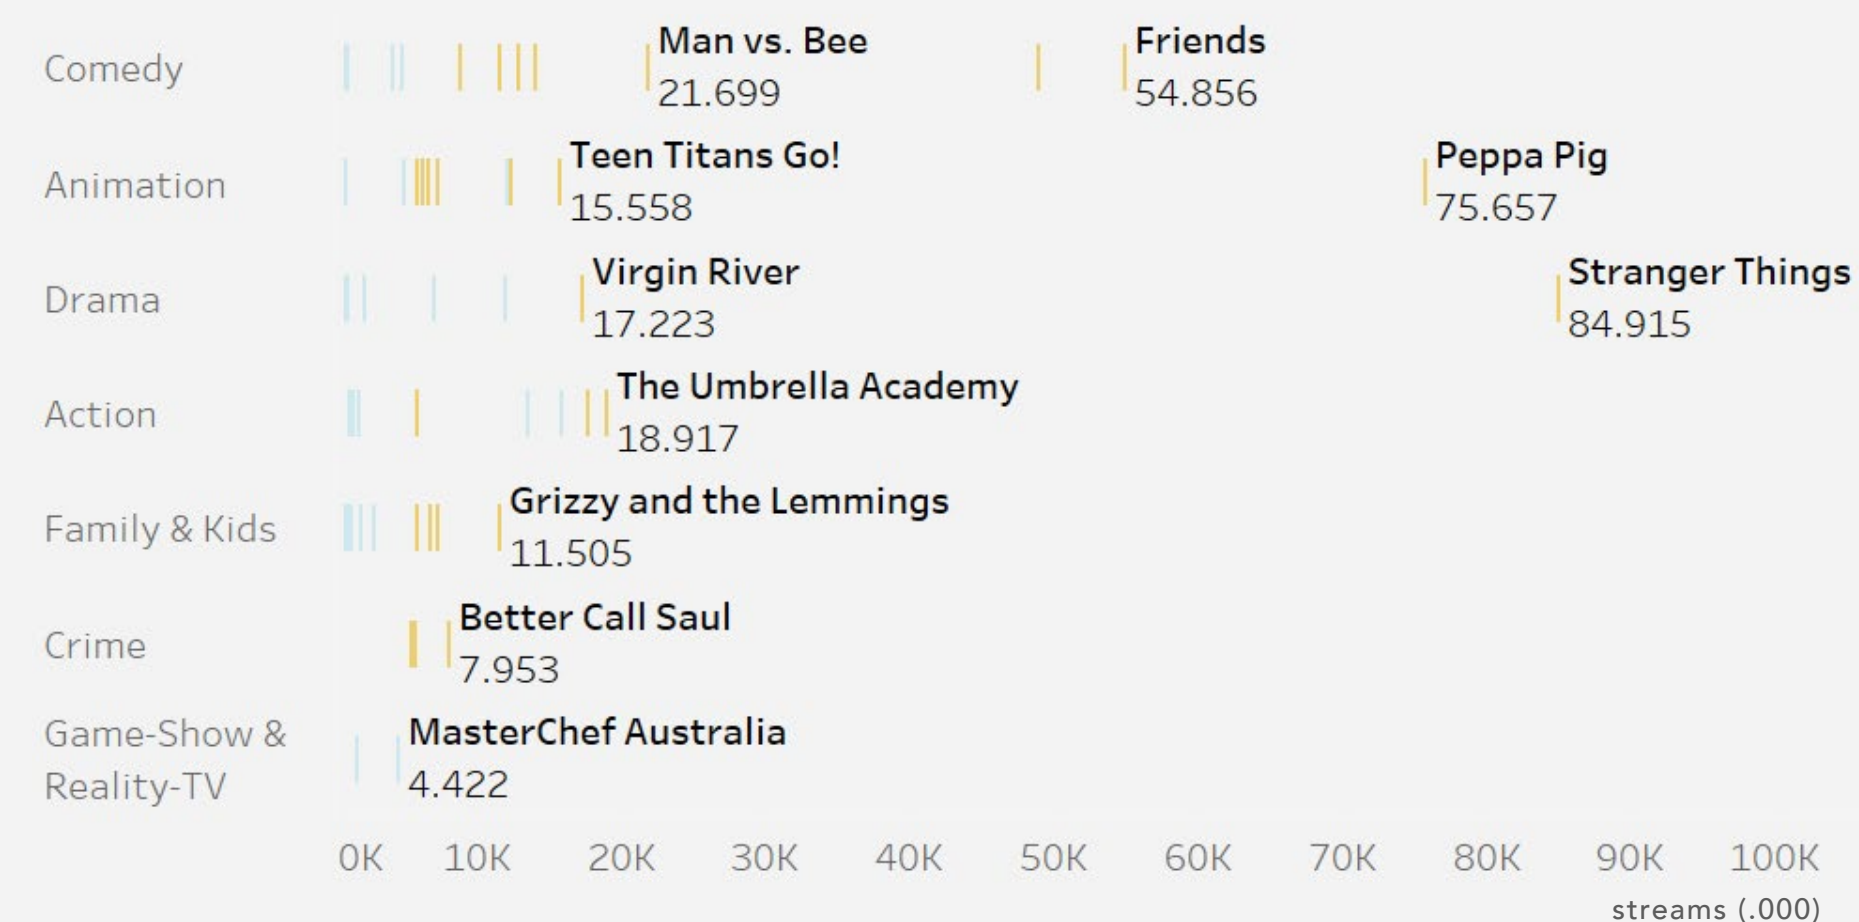 Comedy
Man vs. Bee
21.699
Friends
54.856
Animation
Teen Titans Go!
15.558
Peppa Pig
75.657
Drama
Virgin River
17.223
Stranger Things
84.915
Action
The Umbrella Academy
18.917
Family & Kids
Grizzy and the Lemmings
11.505
Crime
Better Call Saul
7.953
Game-Show &
Reality-TV
MasterChef Australia
4.422
0K 10K 20K 30K 40K 50K 60K 70K 80K 90K 100K
streams (.000)